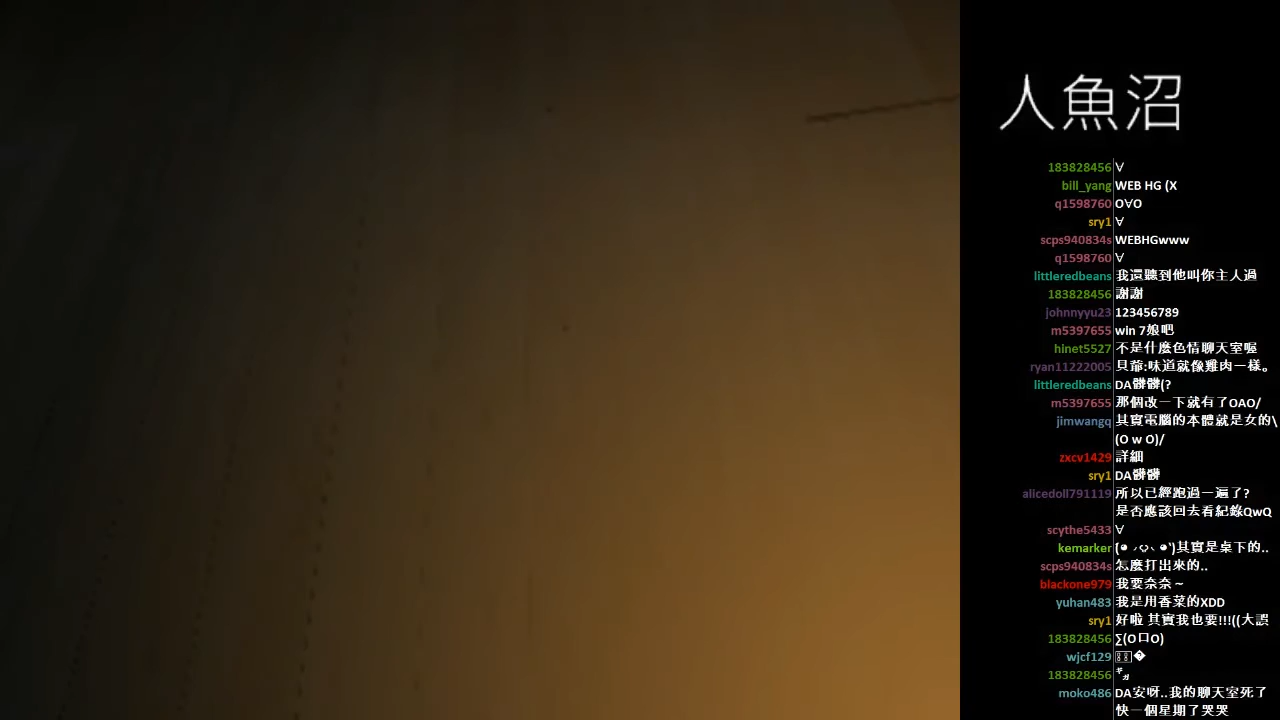 人魚沼
183828456 ∀
bill_yang WEB HG (X
q1598760 O∀O
sry1 ∀
scps940834s WEBHGwww
q1598760 ∀
littleredbeans 我還聽到他叫你主人過
183828456 謝謝
johnnyyu23 123456789
m5397655 win 7娘吧
hinet5527 不是什麼色情聊天室喔
ryan11222005 貝爺:味道就像雞肉一樣。
littleredbeans DA髒髒(?
m5397655 那個改一下就有了OAO/
jimwangq 其實電腦的本體就是女的\
(O w O)/
zxcv1429 詳細
sry1 DA髒髒
alicedoll791119 所以已經跑過一遍了?
是否應該回去看紀錄QwQ
scythe5433 ∀
kemarker 其實是桌下的..
scps940834s 怎麼打出來的..
blackone979 我要奈奈~
yuhan483 我是用香菜的XDD
sry1 好啦 其實我也要!!!((大誤
183828456 ∑(O口O)
wjcf129
183828456
moko486 DA安呀..我的聊天室死了
快一個星期了哭哭